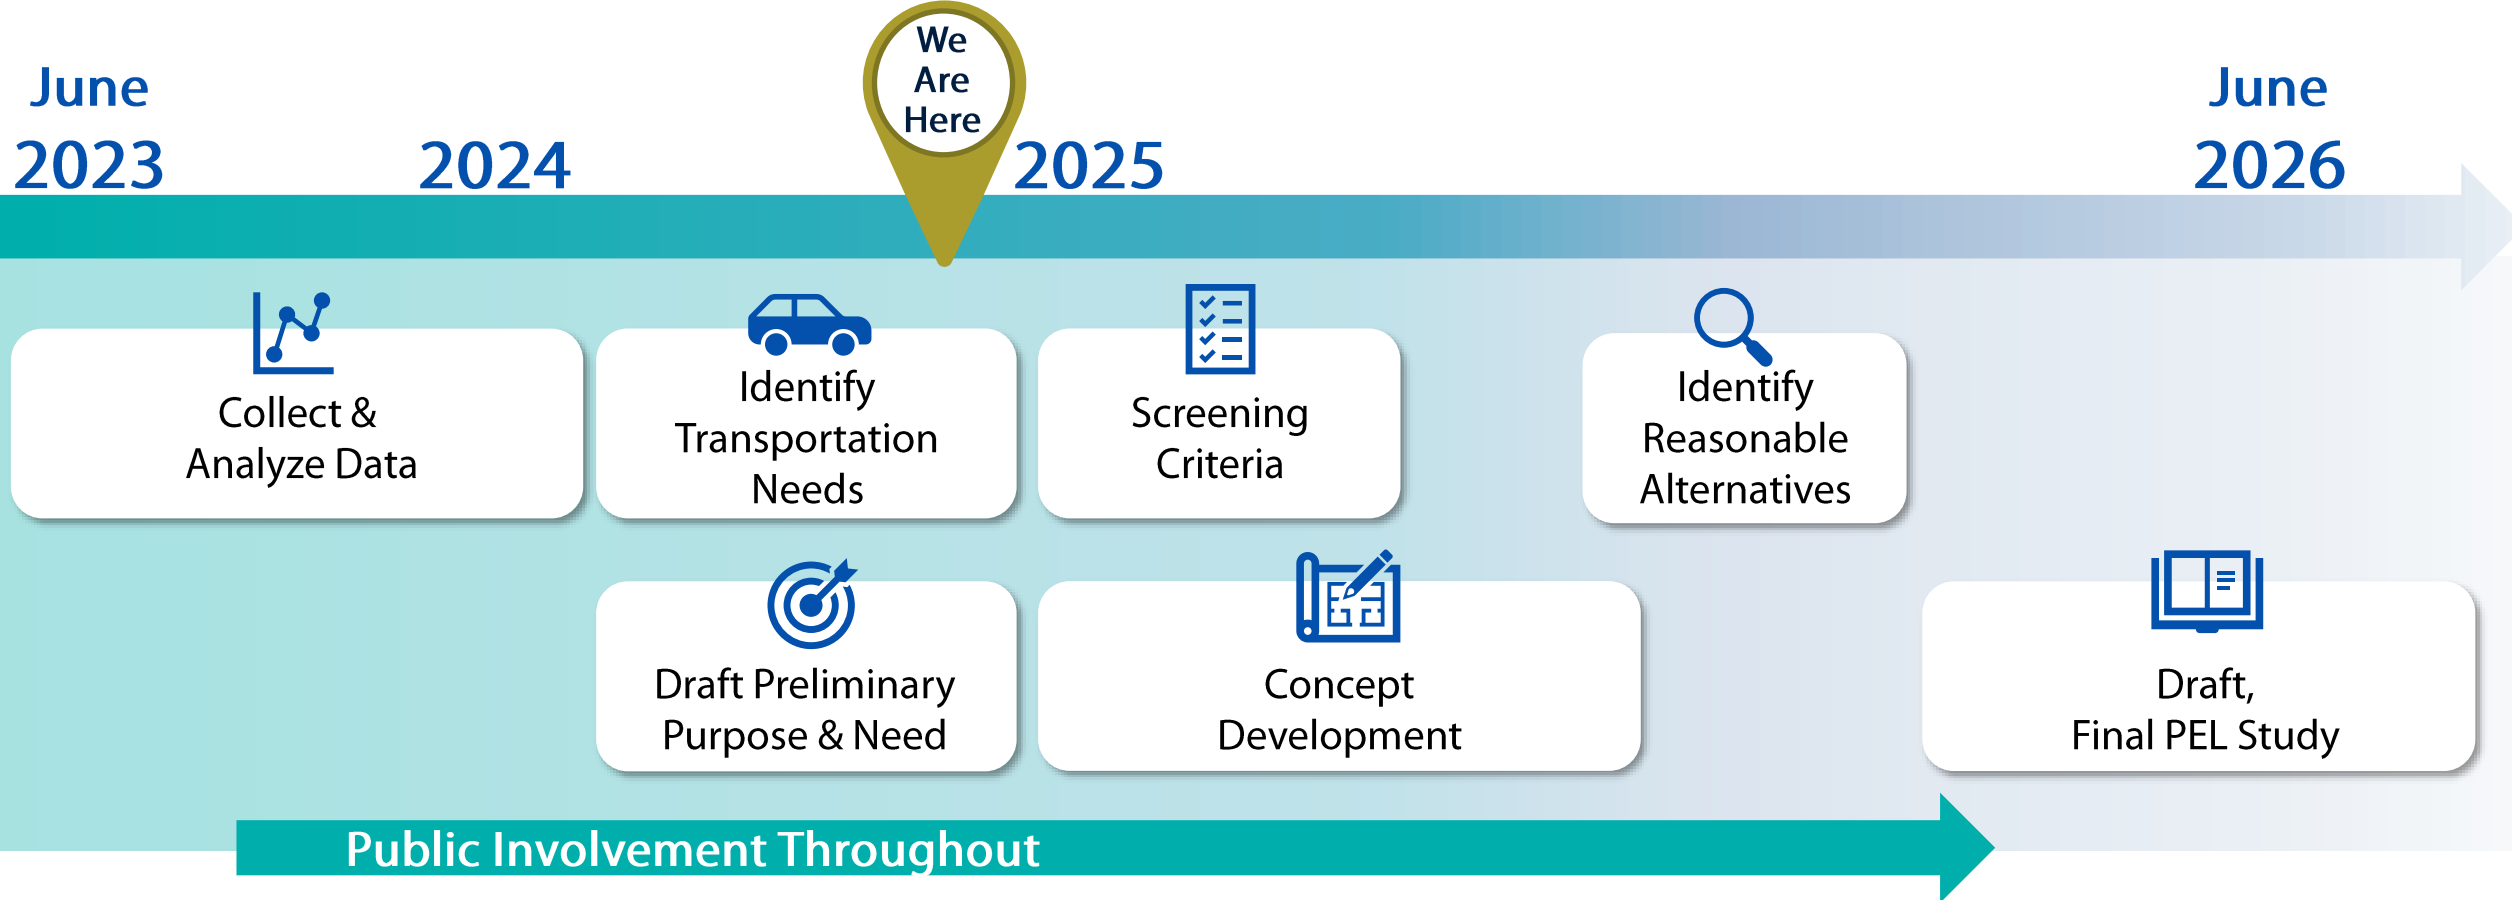 We
Are
Here
June
2023
2024
2025
June
2026
Collect &
Analyze Data
Identify
Transportation
Needs
Screening
Criteria
Identify
Reasonable
Alternatives
Draft Preliminary
Purpose & Need
Concept
Development
Draft,
Final PEL Study
Public Involvement Throughout